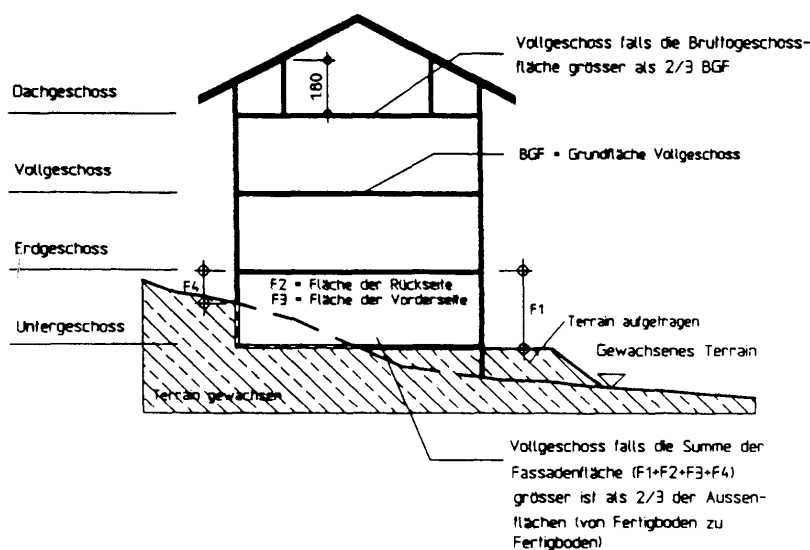 Vollgeschoss falls die Bruttogeschoss-
fläche grösser als 2/3 BGF
180
Dachgeschoss
BGF = Grundfläche Vollgeschoss
Vollgeschoss
Erdgeschoss
F4
F2 = Fläche der Rückseite
F3 = Fläche der Vorderseite
F1
Untergeschoss
Terrain aufgetragen
Gewachsenes Terrain
Terrain gewachsen
Vollgeschoss falls die Summe der
Fassadenfläche (F1+F2+F3+F4)
grösser ist als 2/3 der Aussen-
flächen (von Fertigboden zu
Fertigboden)